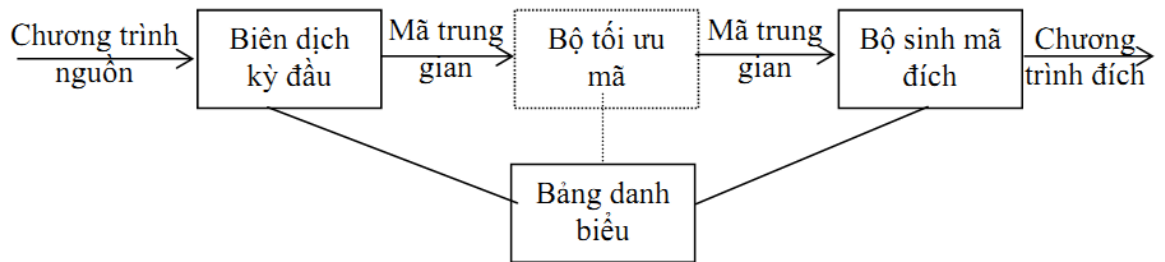 Chương trình
nguồn
Biên dịch
kỳ đầu
Mã trung
gian
Bộ tối ưu
mã
Mã trung
gian
Bộ sinh mã
đích
Chương
trình đích
Bảng danh
biểu